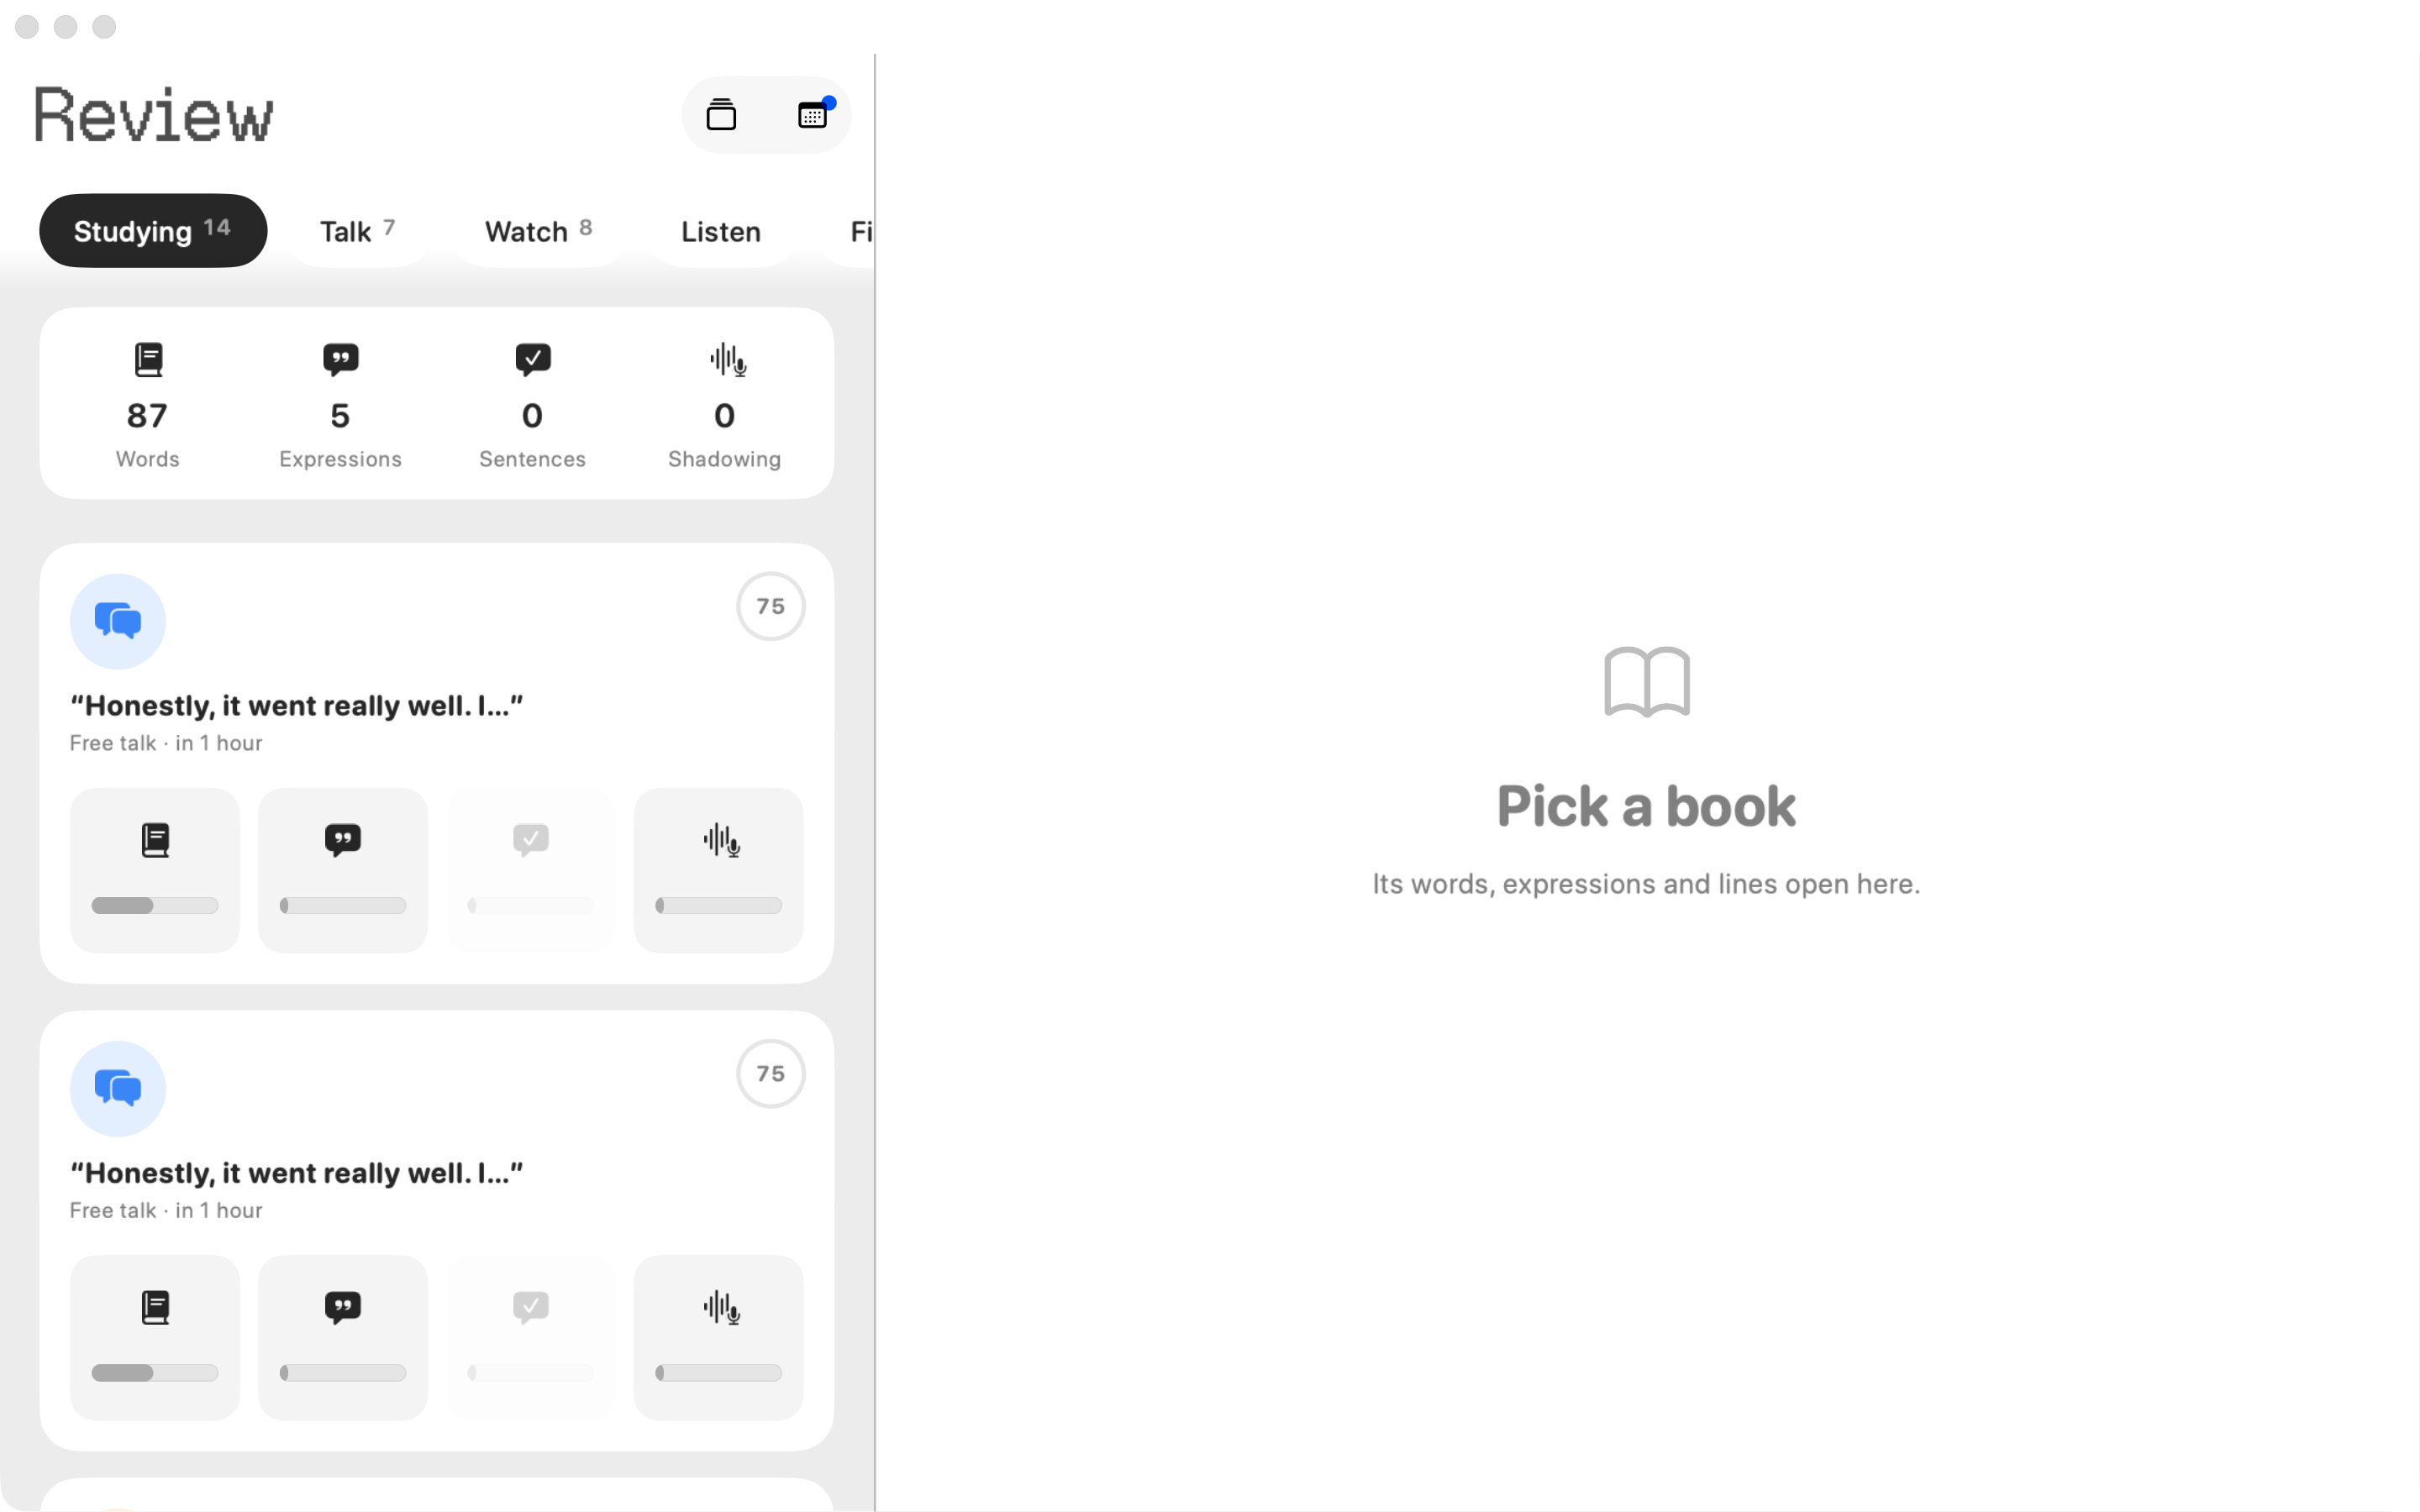 Review
Studying 14 Talk 7 Watch 8 Listen Fi
87 5 0 0
Words Expressions Sentences Shadowing
75
“Honestly, it went really well. I...”
Free talk · in 1 hour
75
“Honestly, it went really well. I...”
Free talk · in 1 hour
Pick a book
Its words, expressions and lines open here.